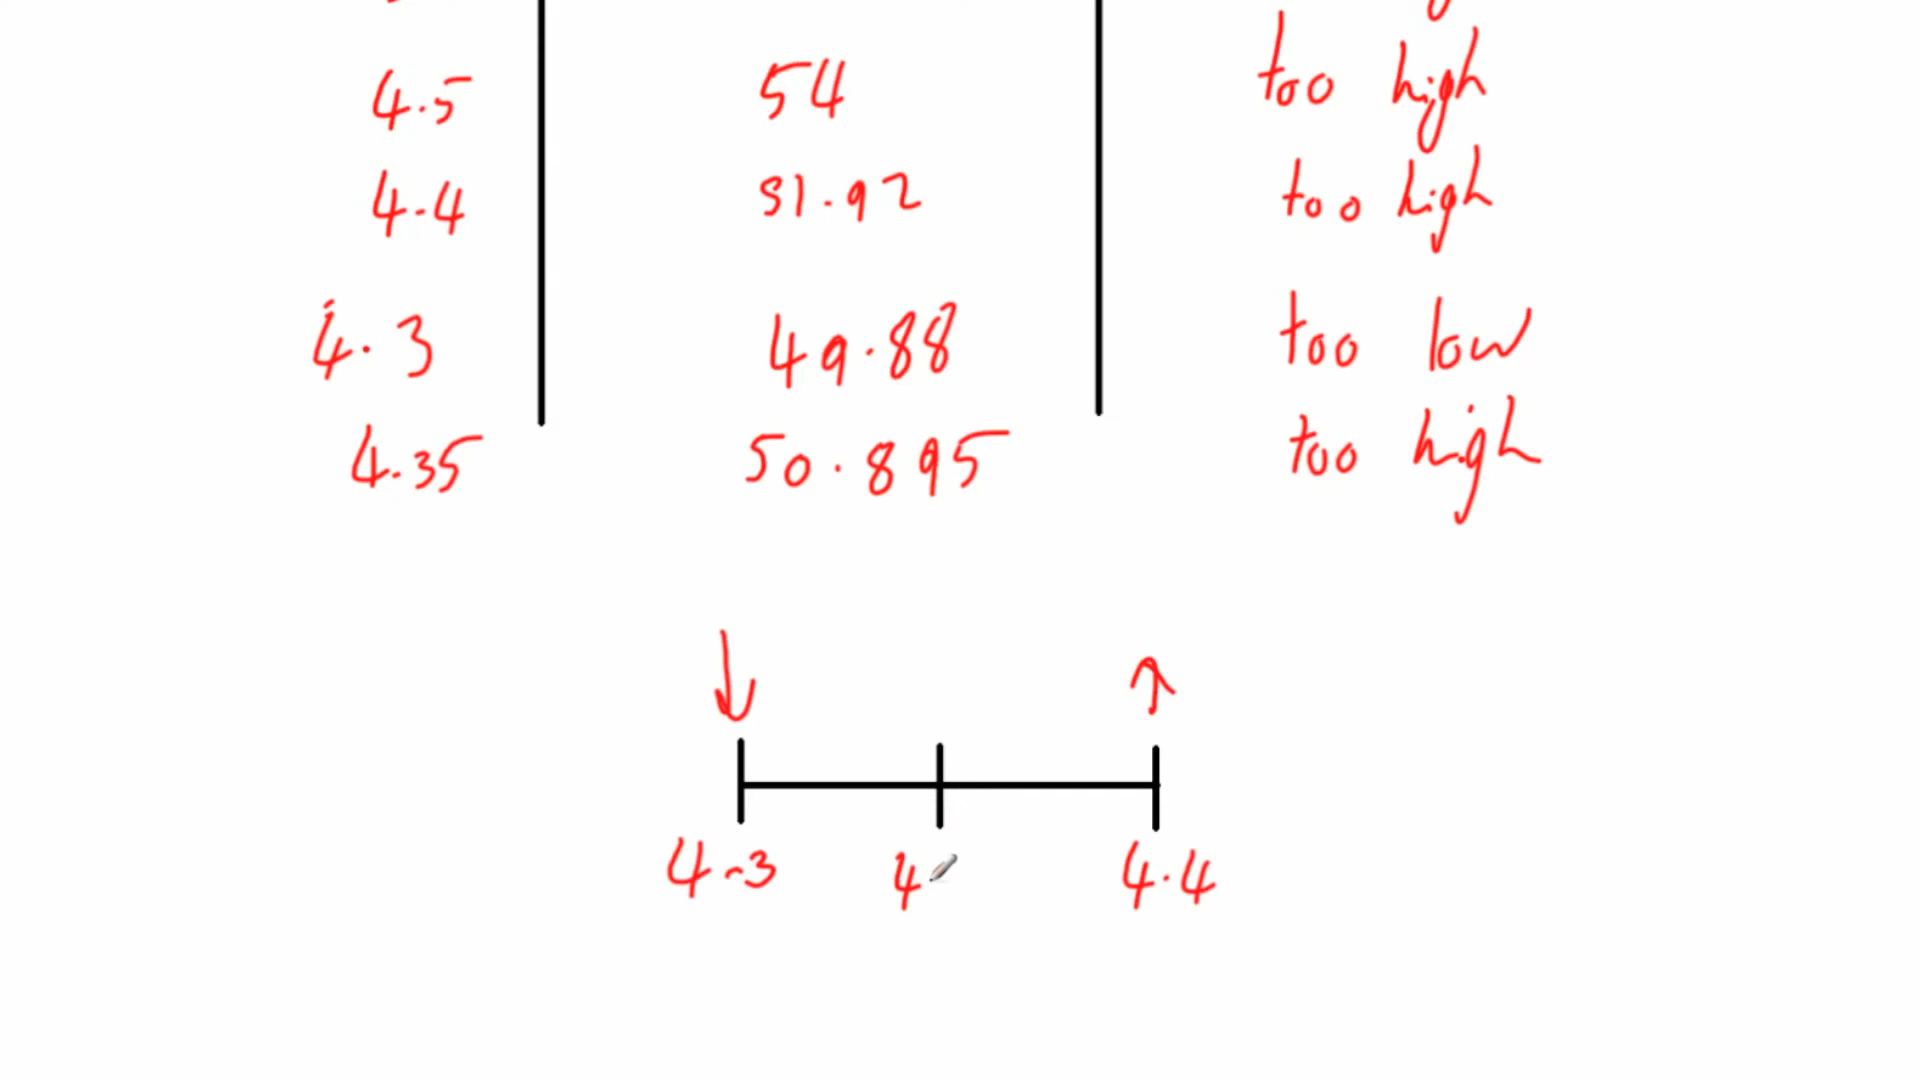 4.5 54 too high
4.4 51.92 too high
4.3 49.88 too low
4.35 50.895 too high
4.3 4 4.4